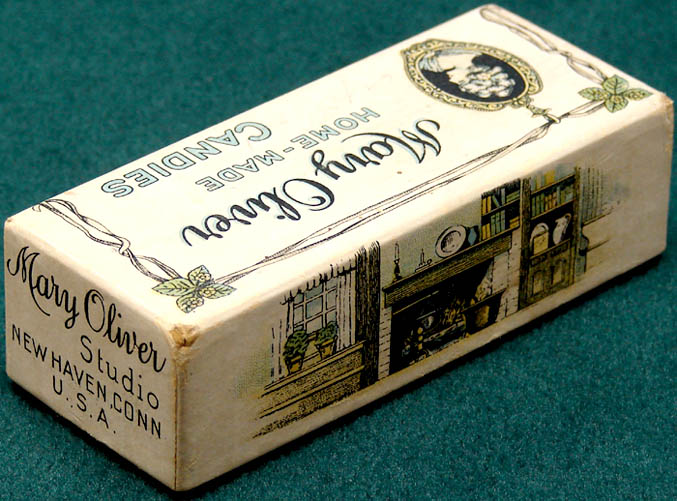 Mary Oliver
HOME-MADE
CANDIES
Mary Oliver
Studio
NEW HAVEN, CONN
U.S.A.